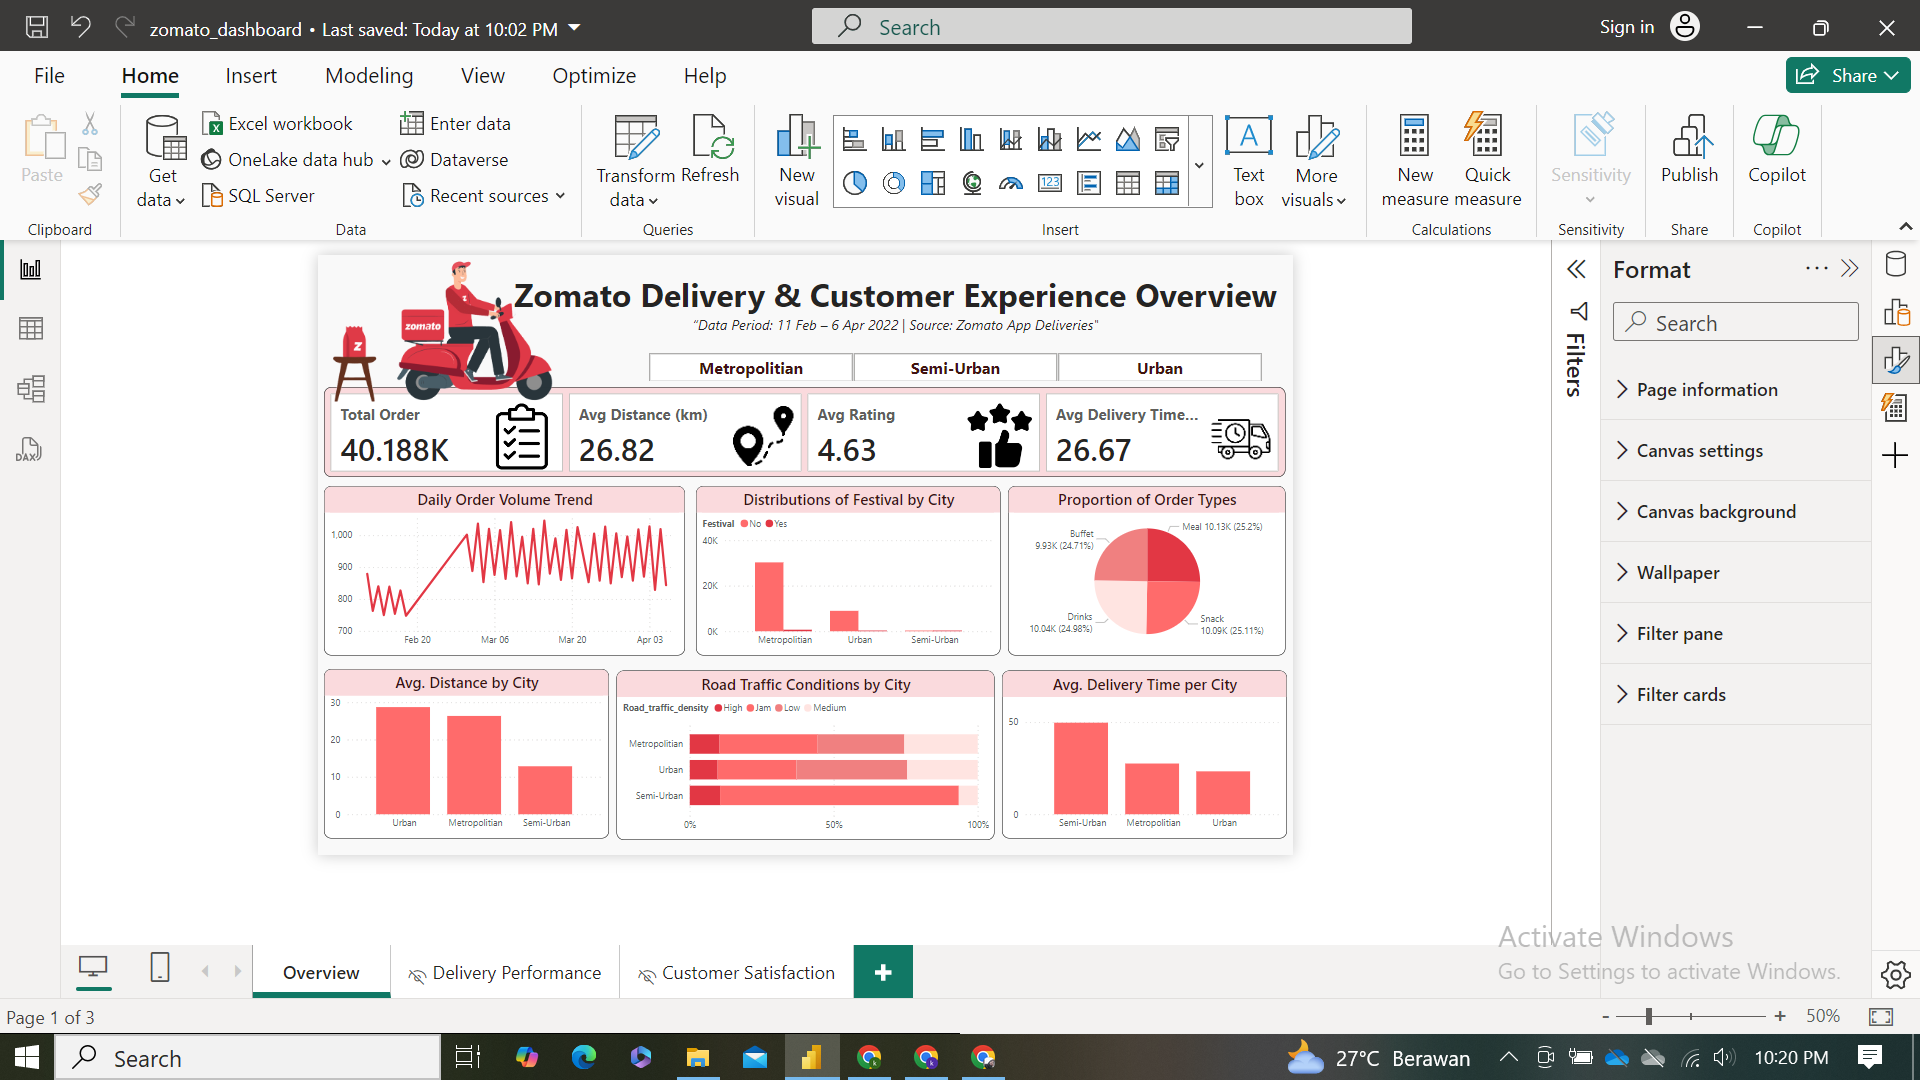 zomato_dashboard • Last saved: Today at 10:02 PM
Search
Sign in
File Home Insert Modeling View Optimize Help
Share
Paste
Clipboard
Get data
Excel workbook
OneLake data hub
SQL Server
Enter data
Dataverse
Recent sources
Data
Transform data
Refresh
Queries
New visual
123
A
Text box
More visuals
Insert
New measure
Quick measure
Calculations
Sensitivity
Sensitivity
Publish
Share
Copilot
Copilot
DAX
zomato
z
Zomato Delivery & Customer Experience Overview
"Data Period: 11 Feb – 6 Apr 2022 | Source: Zomato App Deliveries"
Metropolitian Semi-Urban Urban
Total Order
40.188K
Avg Distance (km)
26.82
Avg Rating
4.63
Avg Delivery Time...
26.67
Daily Order Volume Trend
1,000
900
800
700
Feb 20 Mar 06 Mar 20 Apr 03
Distributions of Festival by City
Festival No Yes
40K
20K
0K
Metropolitian Urban Semi-Urban
Proportion of Order Types
Meal 10.13K (25.2%)
Buffet
9.93K (24.71%)
Drinks
10.04K (24.98%)
Snack
10.09K (25.11%)
Avg. Distance by City
30
20
10
0
Urban Metropolitian Semi-Urban
Road Traffic Conditions by City
Road_traffic_density High Jam Low Medium
Metropolitian
Urban
Semi-Urban
0% 50% 100%
Avg. Delivery Time per City
50
0
Semi-Urban Metropolitian Urban
Filters
Format
Search
Page information
Canvas settings
Canvas background
Wallpaper
Filter pane
Filter cards
Activate Windows
Go to Settings to activate Windows.
Overview Delivery Performance Customer Satisfaction +
Page 1 of 3
- + 50%
Search
27°C Berawan
10:20 PM